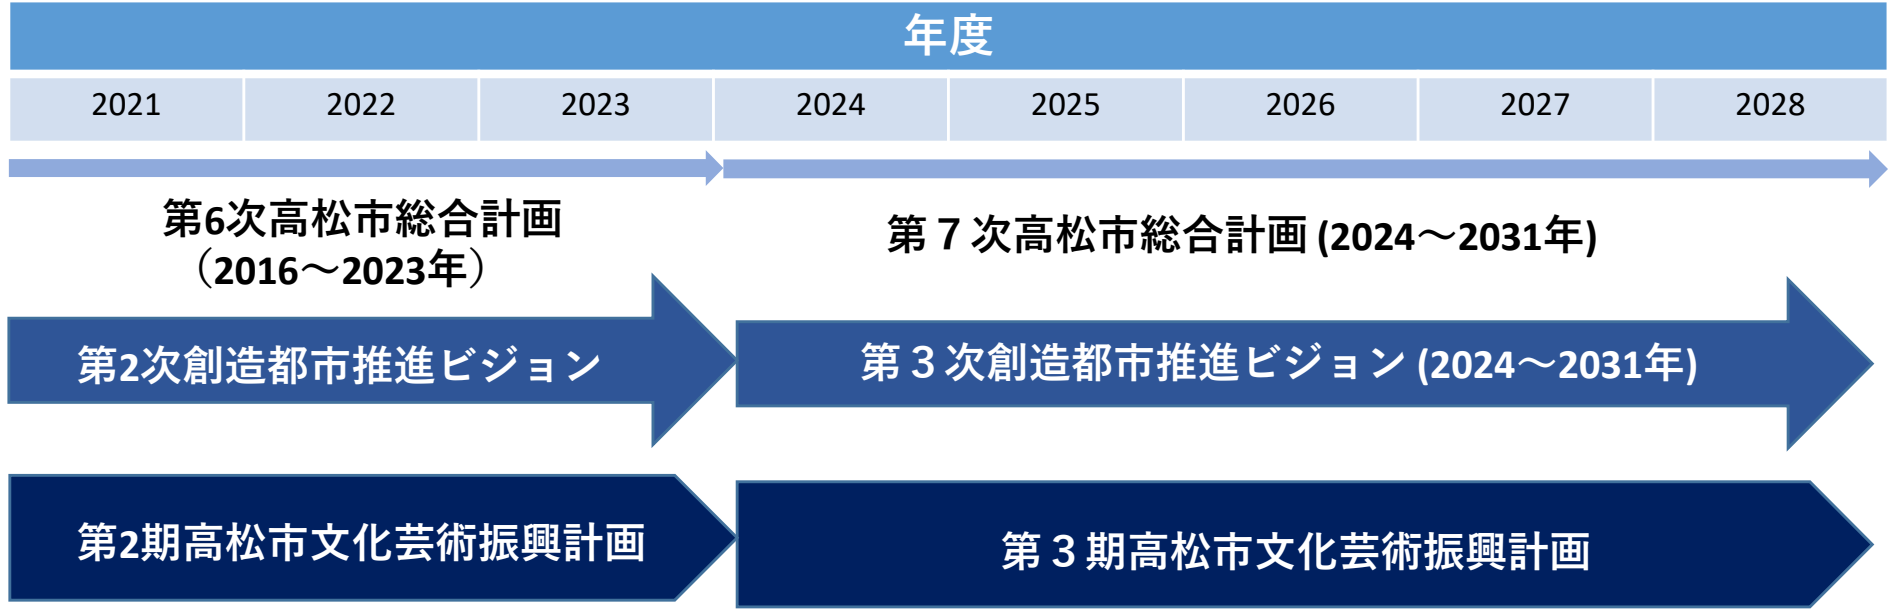 年度
2021 2022 2023 2024 2025 2026 2027 2028
第6次高松市総合計画
（2016～2023年）
第７次高松市総合計画 (2024～2031年)
第2次創造都市推進ビジョン
第３次創造都市推進ビジョン (2024～2031年)
第2期高松市文化芸術振興計画
第３期高松市文化芸術振興計画